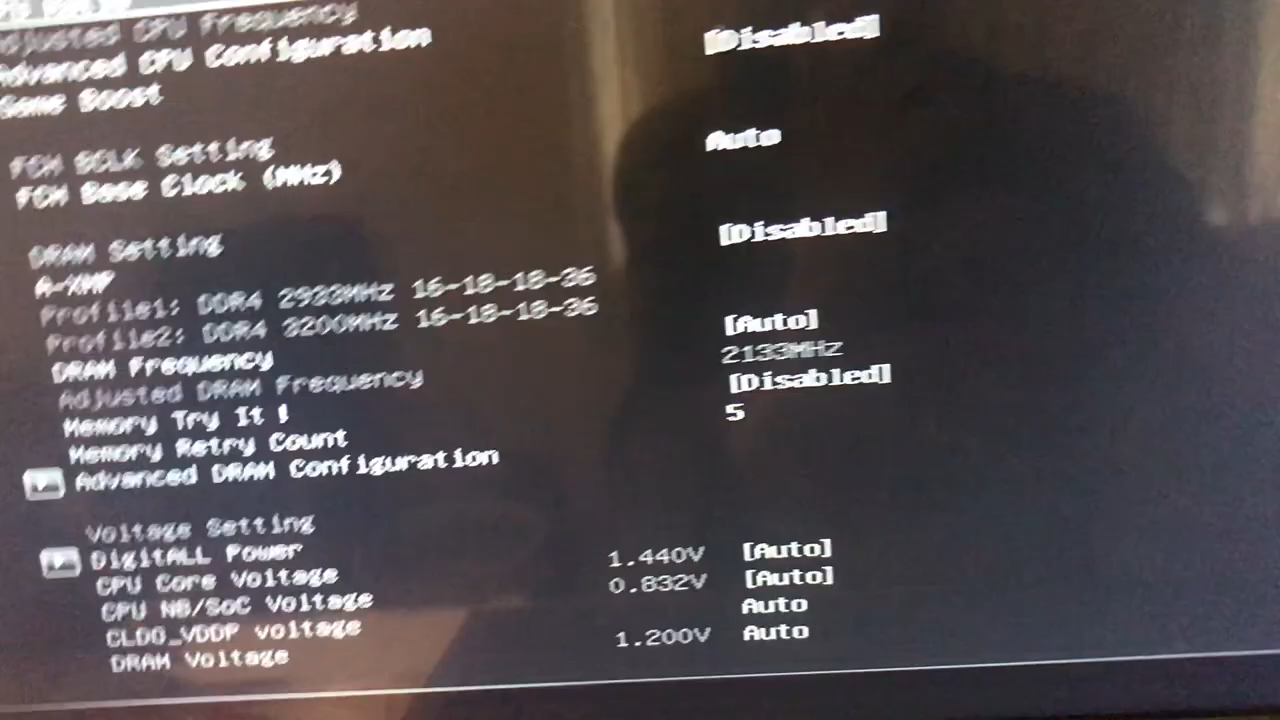 Adjusted CPU Frequency
Advanced CPU Configuration
Game Boost [Disabled]
FCH BCLK Setting
FCH Base Clock (MHz) Auto
DRAM Setting
A-XMP [Disabled]
Profile1: DDR4 2933MHz 16-18-18-36
Profile2: DDR4 3200MHz 16-18-18-36
DRAM Frequency [Auto]
Adjusted DRAM Frequency 2133MHz
Memory Try It ! [Disabled]
Memory Retry Count 5
Advanced DRAM Configuration
Voltage Setting
DigitALL Power
CPU Core Voltage 1.440V [Auto]
CPU NB/SoC Voltage 0.832V [Auto]
CLDO_VDDP voltage Auto
DRAM Voltage 1.200V Auto